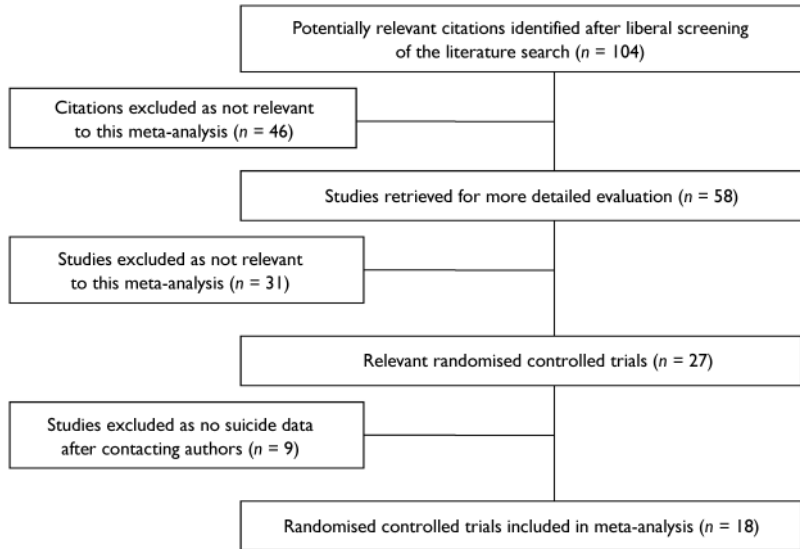 Potentially relevant citations identified after liberal screening
of the literature search (n = 104)
Citations excluded as not relevant
to this meta-analysis (n = 46)
Studies retrieved for more detailed evaluation (n = 58)
Studies excluded as not relevant
to this meta-analysis (n = 31)
Relevant randomised controlled trials (n = 27)
Studies excluded as no suicide data
after contacting authors (n = 9)
Randomised controlled trials included in meta-analysis (n = 18)